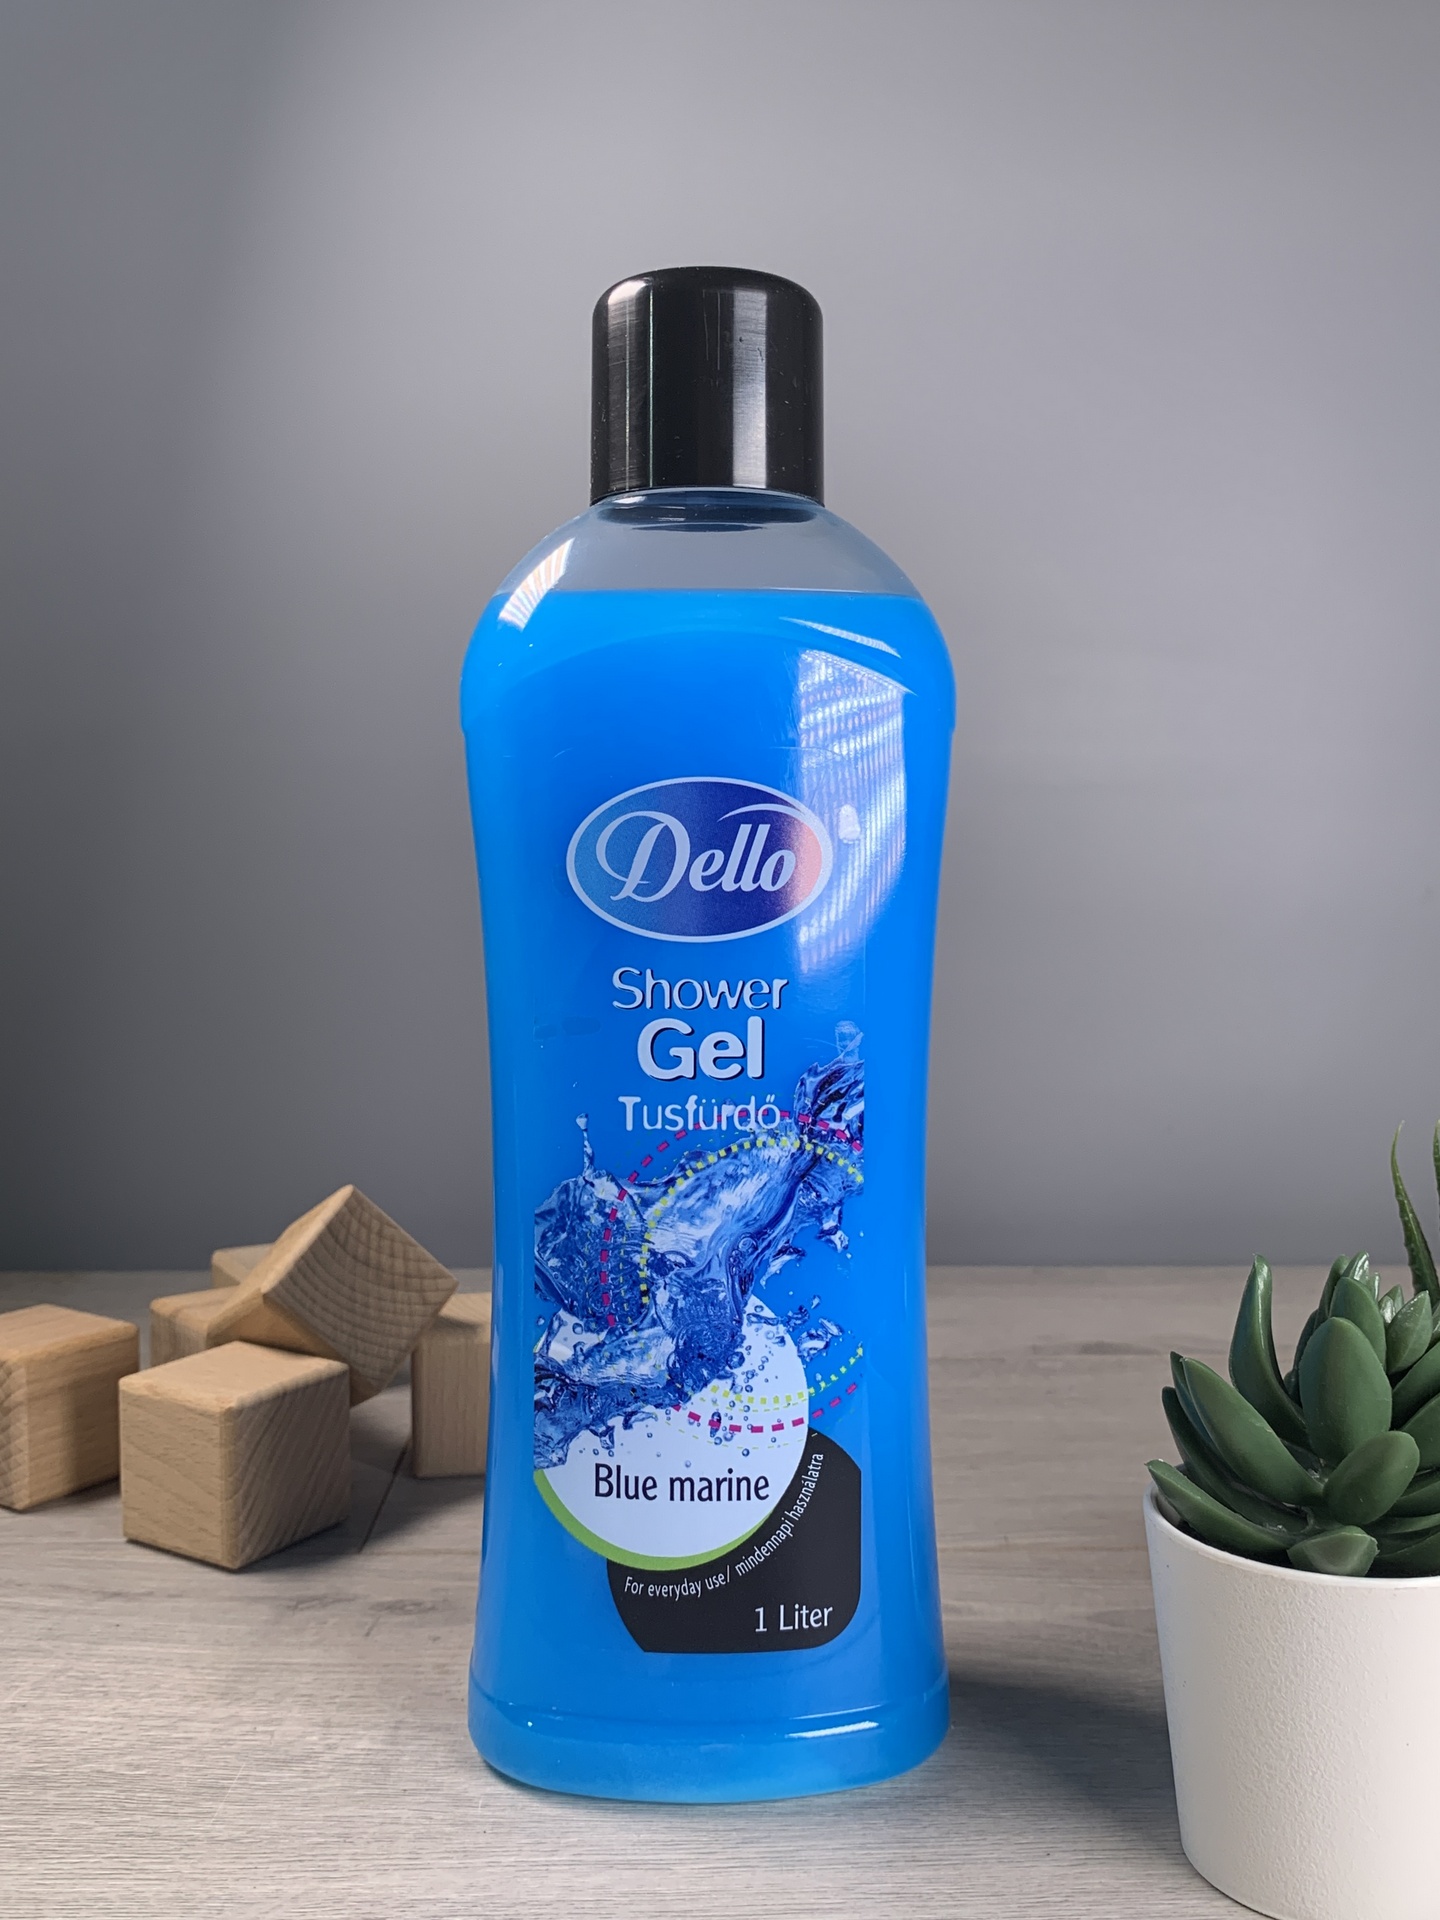 Dello
Shower
Gel
Tusfürdő
Blue marine
For everyday use/ mindennapi használatra
1 Liter